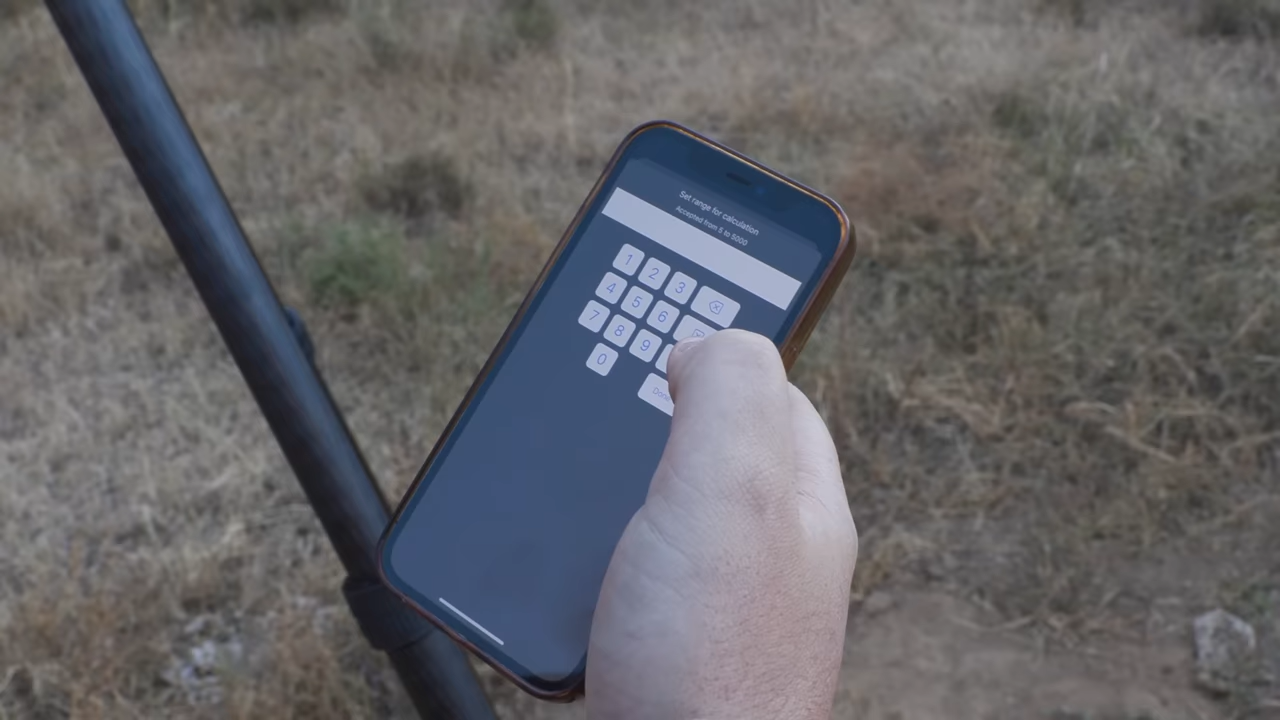 Set range for calculation
Accepted from 5 to 5000
1 2 3
4 5 6
7 8 9
0
Done